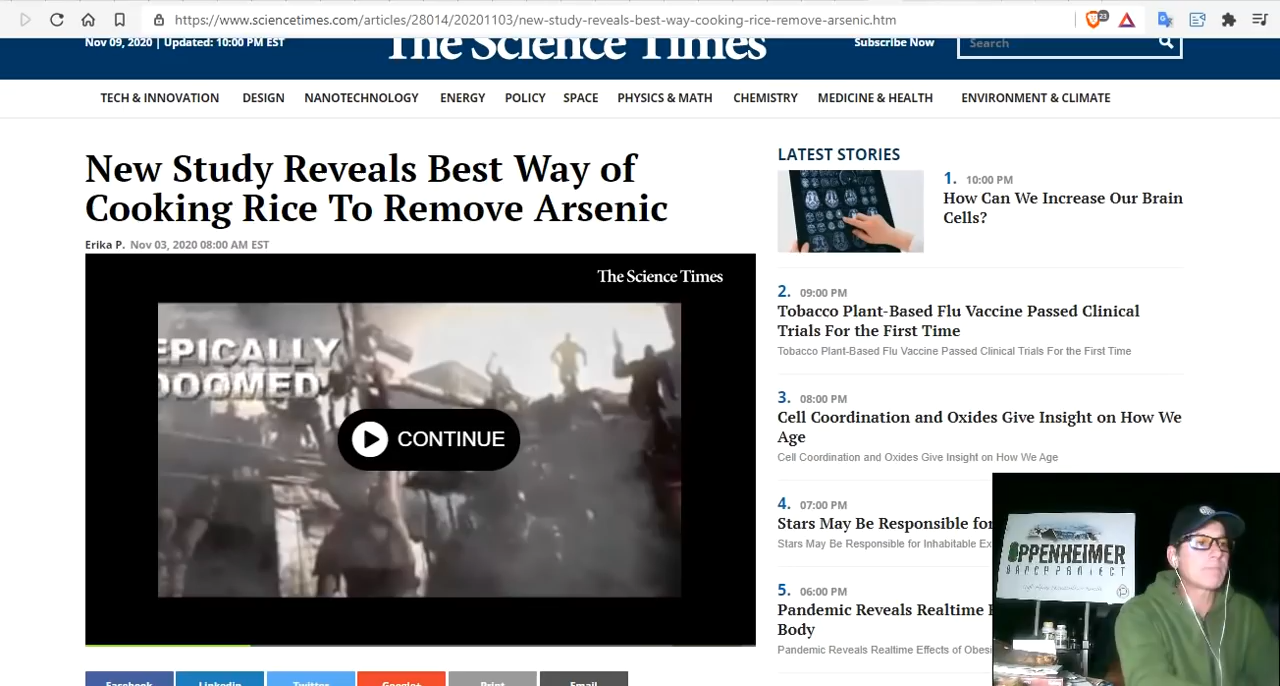 https://www.sciencetimes.com/articles/28014/20201103/new-study-reveals-best-way-cooking-rice-remove-arsenic.htm
23
Nov 09, 2020 | Updated: 10:00 PM EST
The Science Times
Subscribe Now
Search
TECH & INNOVATION DESIGN NANOTECHNOLOGY ENERGY POLICY SPACE PHYSICS & MATH CHEMISTRY MEDICINE & HEALTH ENVIRONMENT & CLIMATE
New Study Reveals Best Way of
Cooking Rice To Remove Arsenic
Erika P. Nov 03, 2020 08:00 AM EST
The Science Times
EPICALLY
DOOMED
CONTINUE
Facebook Linkedin Twitter Google+ Print Email
LATEST STORIES
1. 10:00 PM
How Can We Increase Our Brain
Cells?
2. 09:00 PM
Tobacco Plant-Based Flu Vaccine Passed Clinical
Trials For the First Time
Tobacco Plant-Based Flu Vaccine Passed Clinical Trials For the First Time
3. 08:00 PM
Cell Coordination and Oxides Give Insight on How We
Age
Cell Coordination and Oxides Give Insight on How We Age
4. 07:00 PM
Stars May Be Responsible for
Stars May Be Responsible for Inhabitable Ex
5. 06:00 PM
Pandemic Reveals Realtime
Body
Pandemic Reveals Realtime Effects of Obesi
OPPENHEIMER
RANCH PROJECT